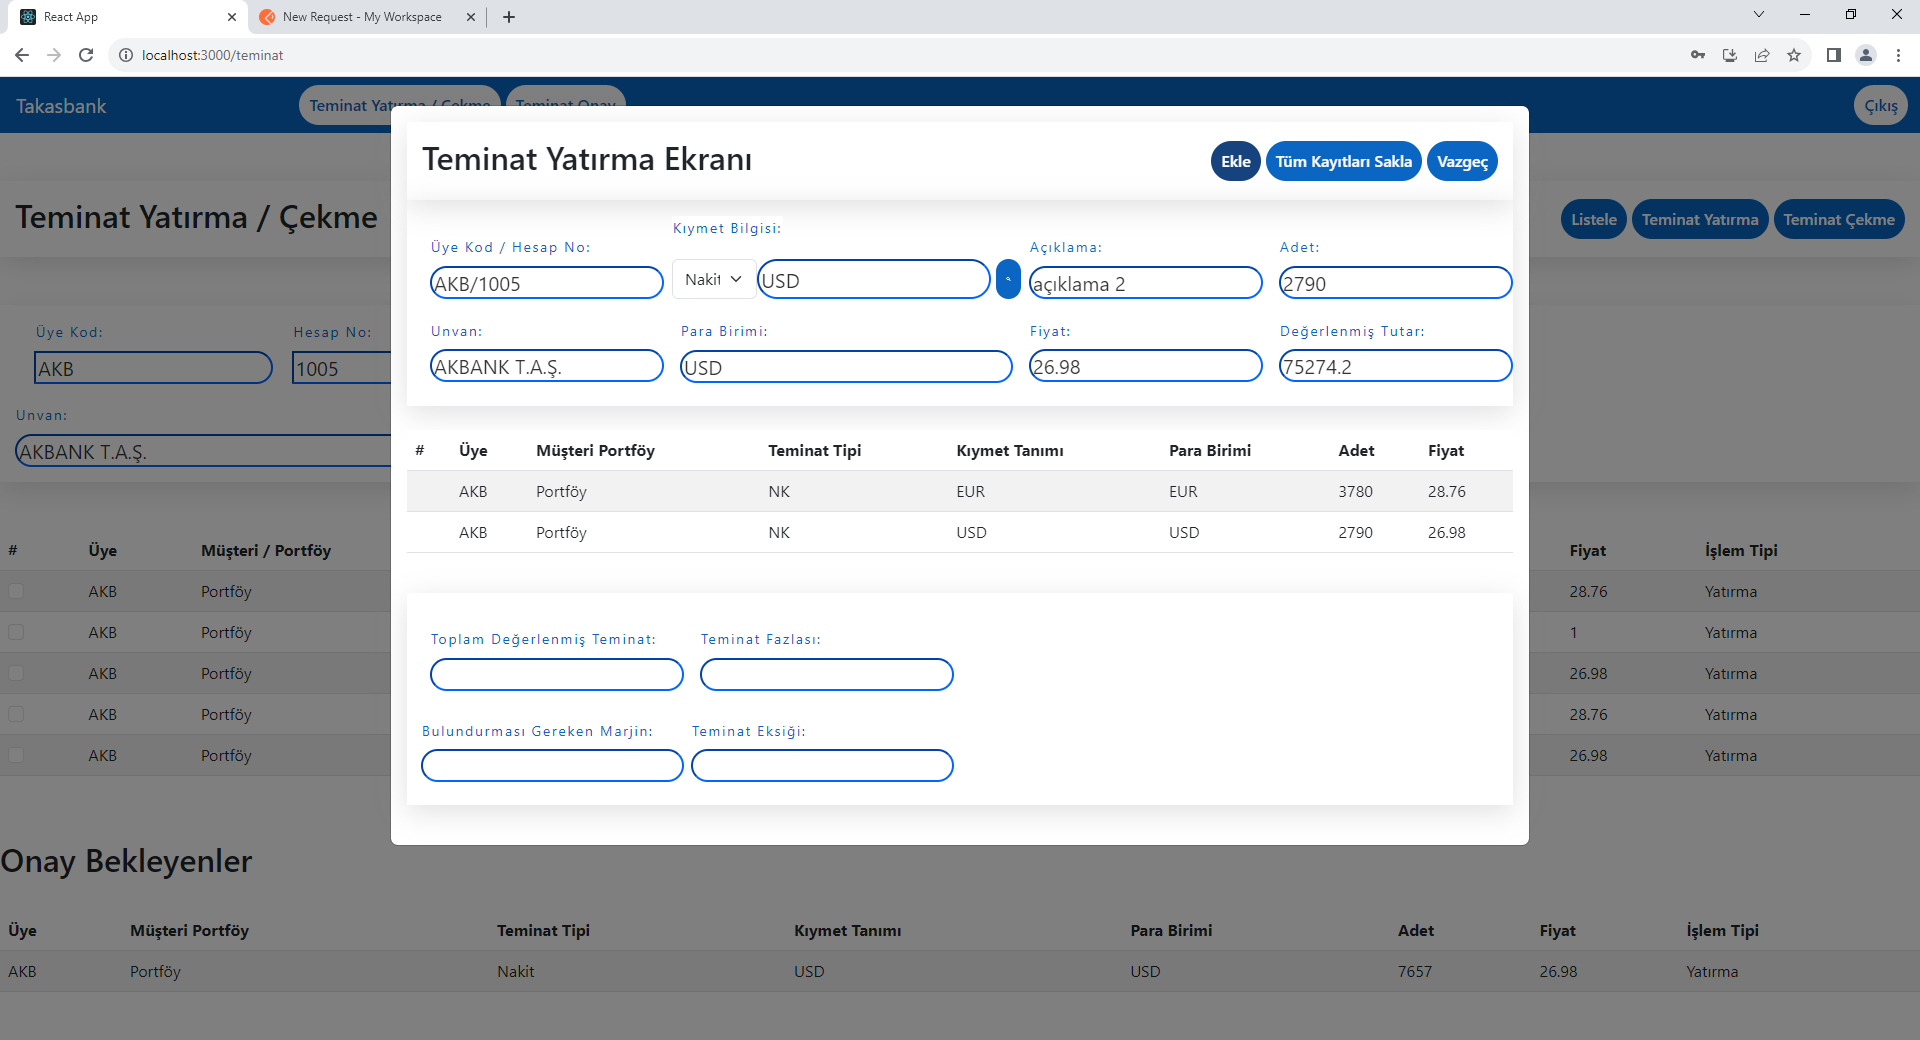 React App
New Request - My Workspace
localhost:3000/teminat
Takasbank
Teminat Yatırma / Çekme
Teminat Onay
Çıkış
Teminat Yatırma Ekranı
Ekle
Tüm Kayıtları Sakla
Vazgeç
Teminat Yatırma / Çekme
Listele
Teminat Yatırma
Teminat Çekme
Üye Kod / Hesap No:
Kıymet Bilgisi:
Açıklama:
Adet:
AKB/1005
Nakit
USD
açıklama 2
2790
Unvan:
Para Birimi:
Fiyat:
Değerlenmiş Tutar:
AKBANK T.A.Ş.
USD
26.98
75274.2
Üye Kod:
Hesap No:
AKB
1005
Unvan:
AKBANK T.A.Ş.
# Üye Müşteri Portföy Teminat Tipi Kıymet Tanımı Para Birimi Adet Fiyat
AKB Portföy NK EUR EUR 3780 28.76
AKB Portföy NK USD USD 2790 26.98
# Üye Müşteri / Portföy Fiyat İşlem Tipi
AKB Portföy 28.76 Yatırma
AKB Portföy 1 Yatırma
AKB Portföy 26.98 Yatırma
AKB Portföy 28.76 Yatırma
AKB Portföy 26.98 Yatırma
Toplam Değerlenmiş Teminat:
Teminat Fazlası:
Bulundurması Gereken Marjin:
Teminat Eksiği:
Onay Bekleyenler
Üye Müşteri Portföy Teminat Tipi Kıymet Tanımı Para Birimi Adet Fiyat İşlem Tipi
AKB Portföy Nakit USD USD 7657 26.98 Yatırma